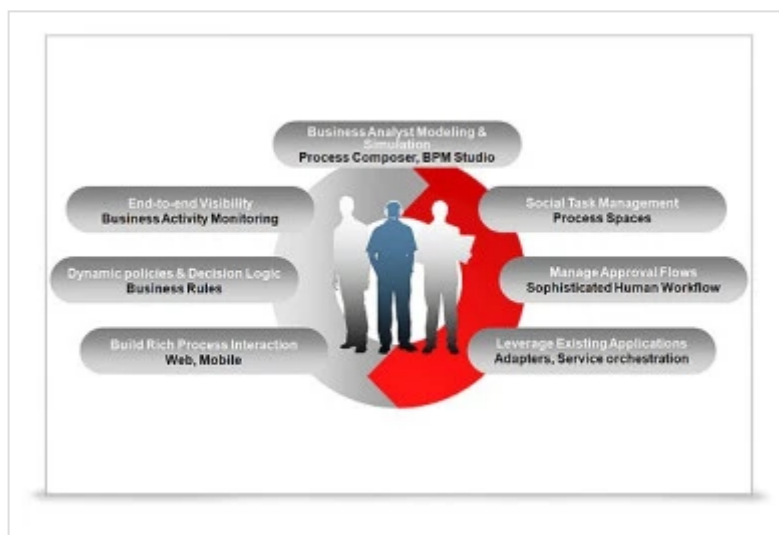 Business Analyst Modeling &
Simulation
Process Composer, BPM Studio
End-to-end Visibility
Business Activity Monitoring
Social Task Management
Process Spaces
Dynamic policies & Decision Logic
Business Rules
Manage Approval Flows
Sophisticated Human Workflow
Build Rich Process Interaction
Web, Mobile
Leverage Existing Applications
Adapters, Service orchestration